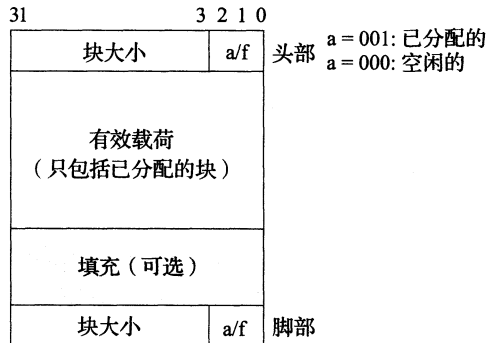 31 3 2 1 0
块大小 a/f 头部 a = 001: 已分配的
a = 000: 空闲的
有效载荷
（只包括已分配的块）
填充（可选）
块大小 a/f 脚部